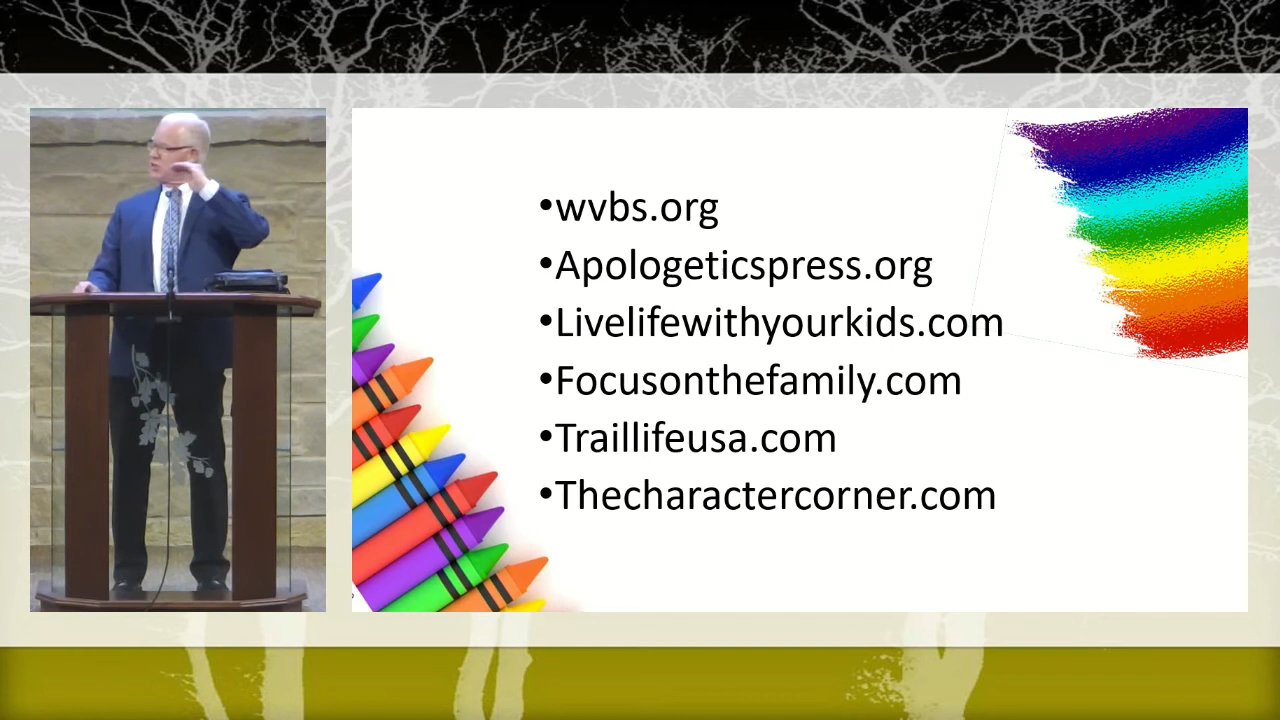 •wvbs.org
•Apologeticspress.org
•Livelifewithyourkids.com
•Focusonthefamily.com
•Traillifeusa.com
•Thecharactercorner.com